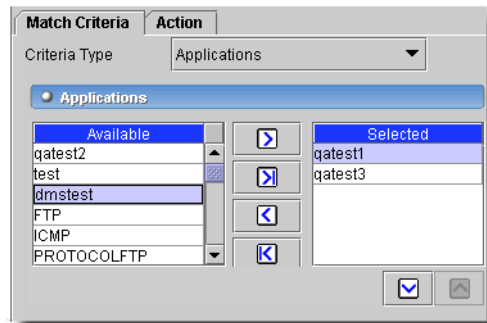 Match Criteria Action
Criteria Type Applications
Applications
Available
qatest2
test
dmstest
FTP
ICMP
PROTOCOLFTP
Selected
qatest1
qatest3